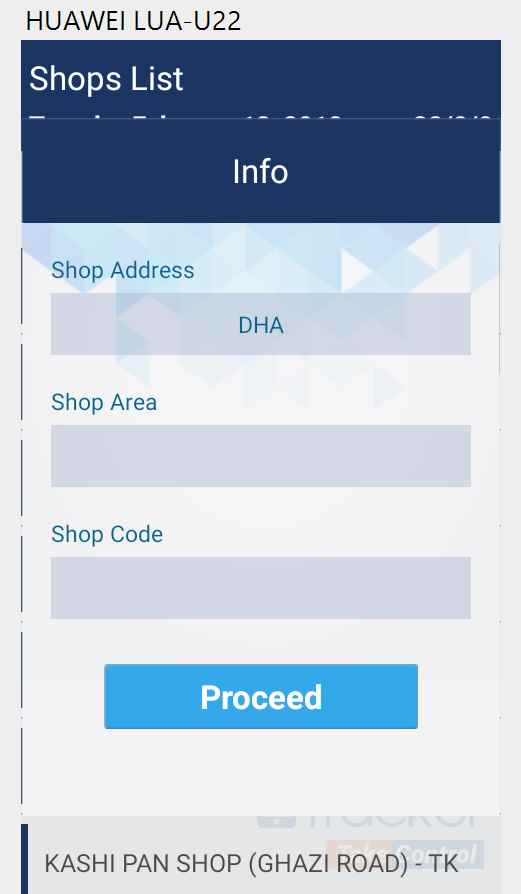 HUAWEI LUA-U22
Shops List
Info
Shop Address
DHA
Shop Area
Shop Code
Proceed
Tracker
Take Control
KASHI PAN SHOP (GHAZI ROAD) - TK